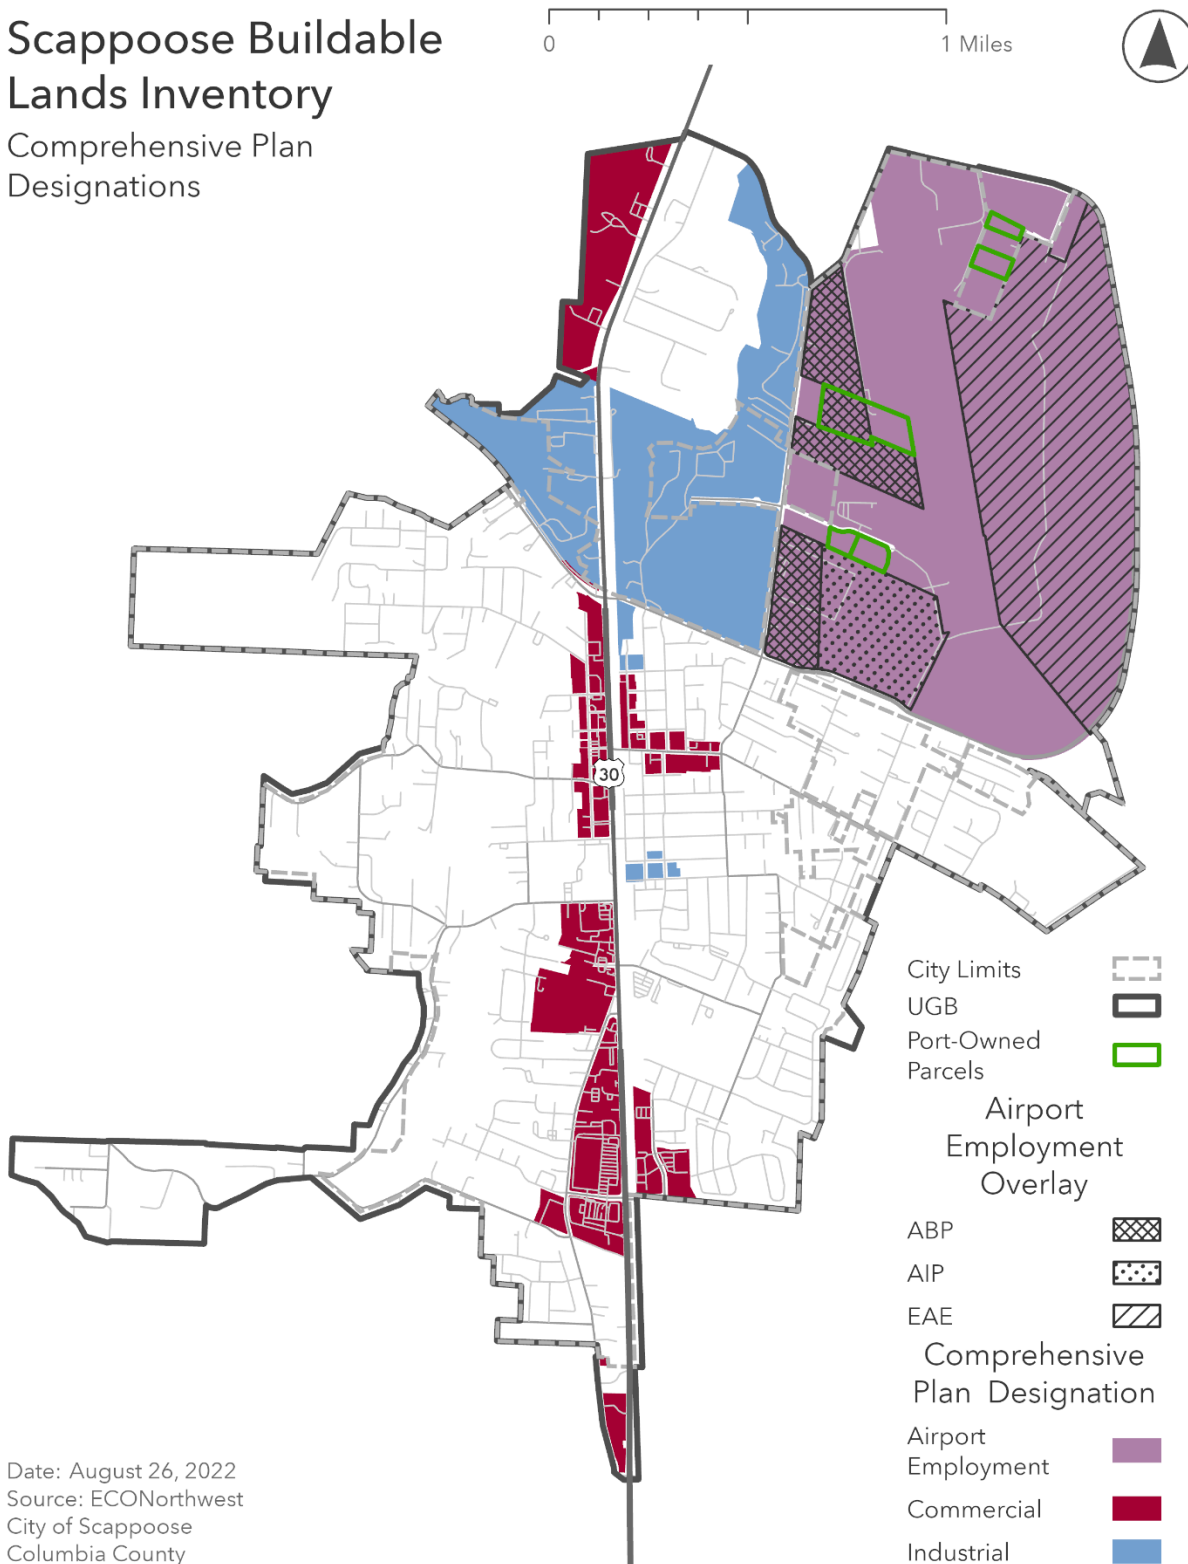 Scappoose Buildable
Lands Inventory
Comprehensive Plan
Designations
0
1 Miles
30
City Limits
UGB
Port-Owned
Parcels
Airport
Employment
Overlay
ABP
AIP
EAE
Comprehensive
Plan Designation
Airport
Employment
Commercial
Industrial
Date: August 26, 2022
Source: ECONorthwest
City of Scappoose
Columbia County